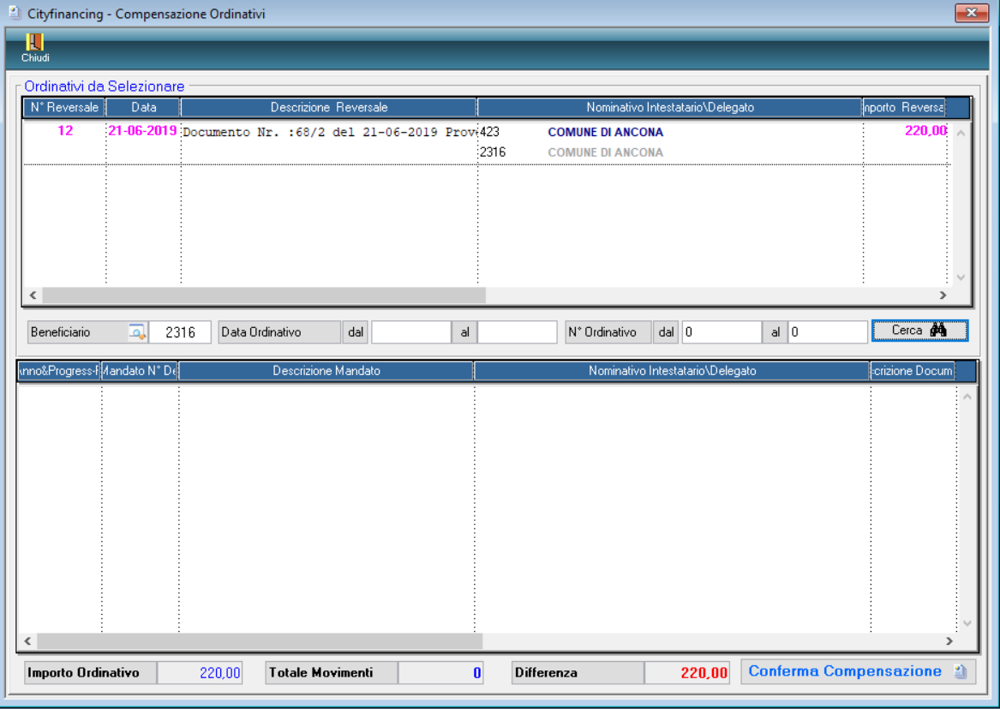 Cityfinancing - Compensazione Ordinativi
Chiudi
Ordinativi da Selezionare
N° Reversale Data Descrizione Reversale Nominativo Intestatario\Delegato nporto Reversa
12 21-06-2019 Documento Nr. :68/2 del 21-06-2019 Prov 423 COMUNE DI ANCONA 220,00
2316 COMUNE DI ANCONA
Beneficiario 2316 Data Ordinativo dal al N° Ordinativo dal 0 al 0 Cerca
nno&Progress-F Mandato N° De Descrizione Mandato Nominativo Intestatario\Delegato crizione Docum
Importo Ordinativo 220,00 Totale Movimenti 0 Differenza 220,00 Conferma Compensazione